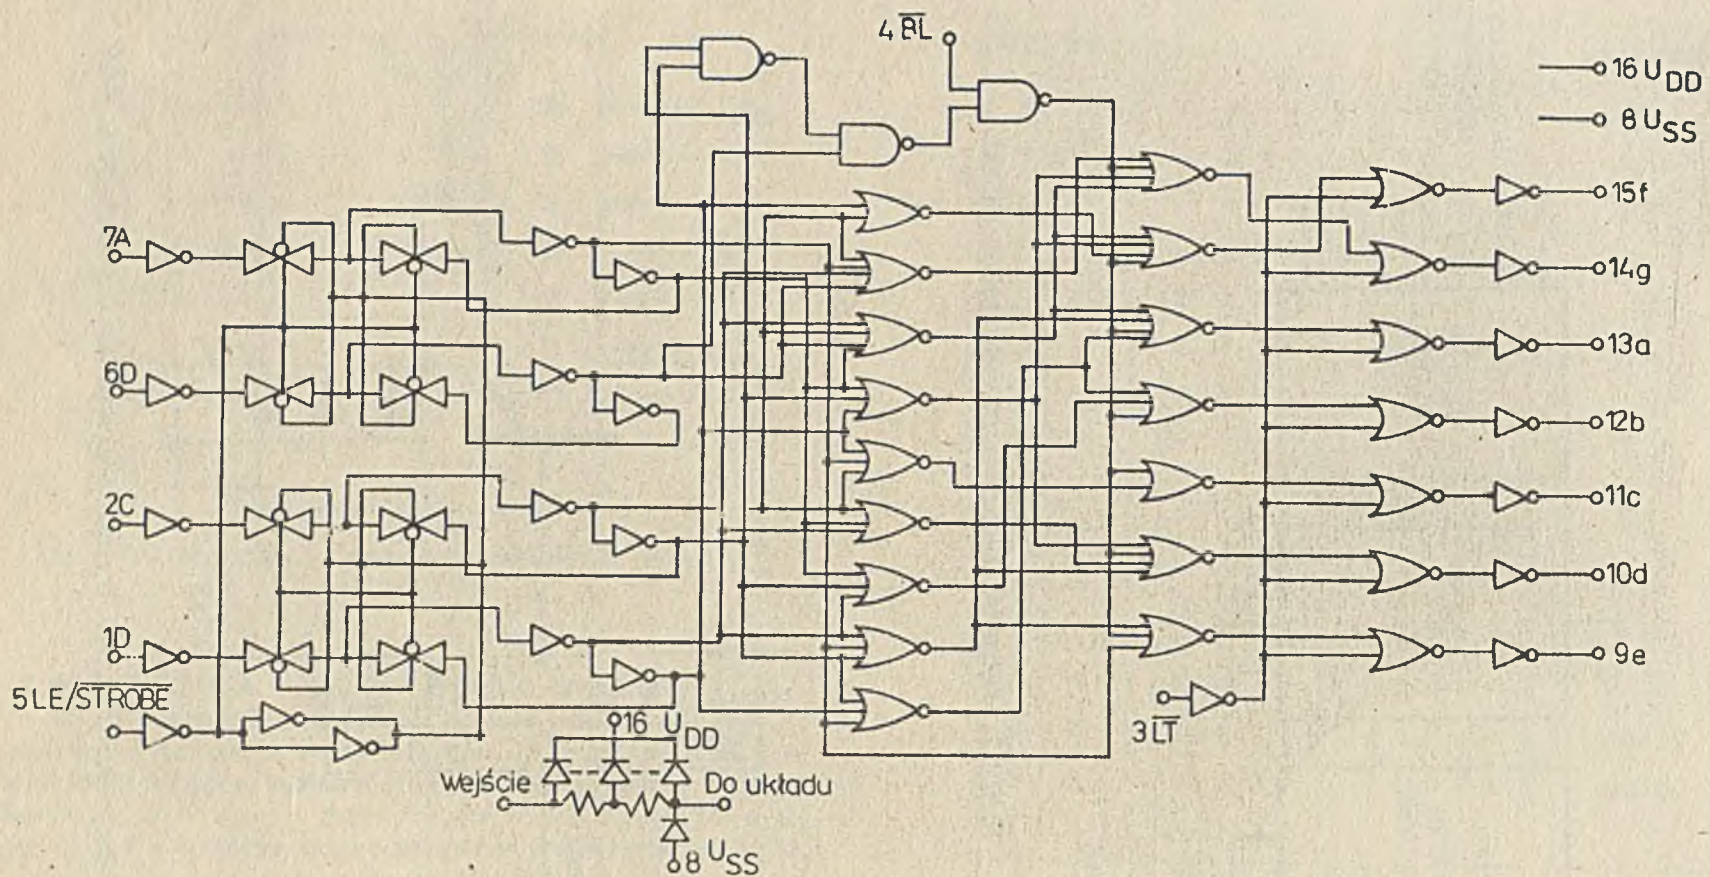 4 BL
16 UDD
8 USS
15f
7A
14g
13a
6D
12b
2C
11c
10d
1D
9e
5 LE/STROBE
3 LT
16 UDD
wejście
Do układu
8 USS